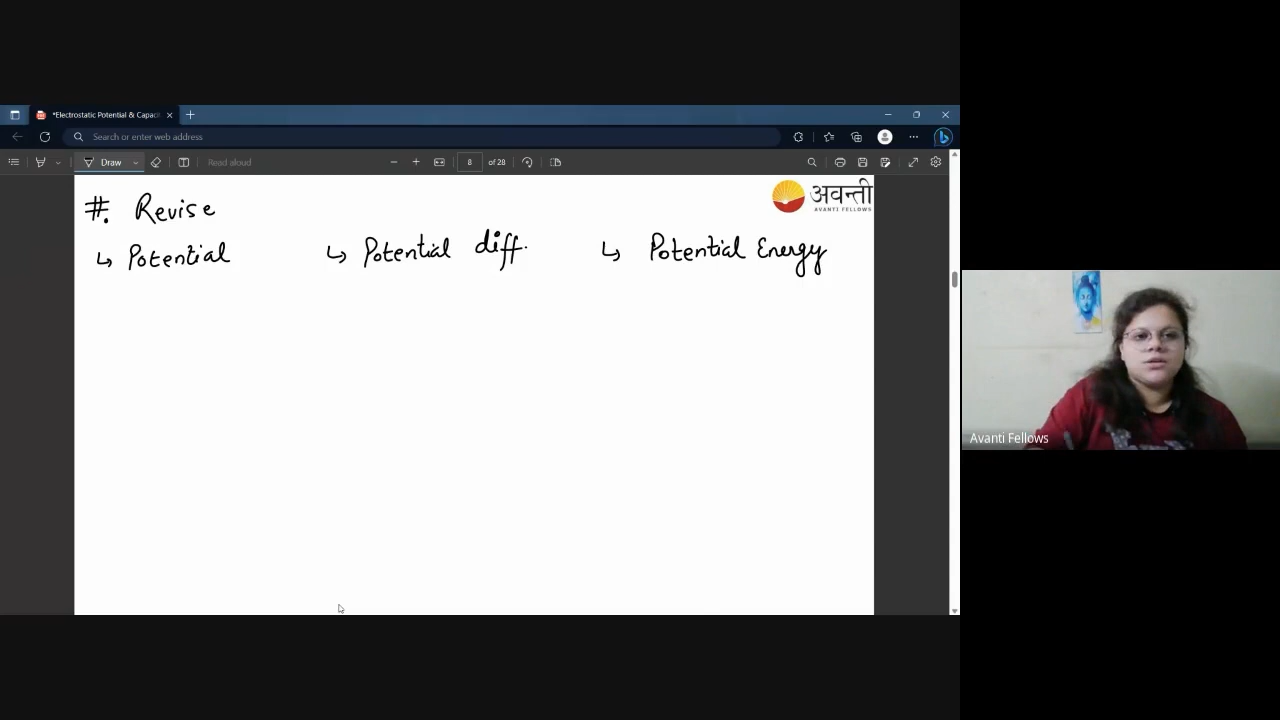 *Electrostatic Potential & Capaci
Search or enter web address
Draw
Read aloud
8 of 28
#. Revise
अवन्ती
AVANTI FELLOWS
↳ Potential ↳ Potential diff. ↳ Potential Energy
Avanti Fellows